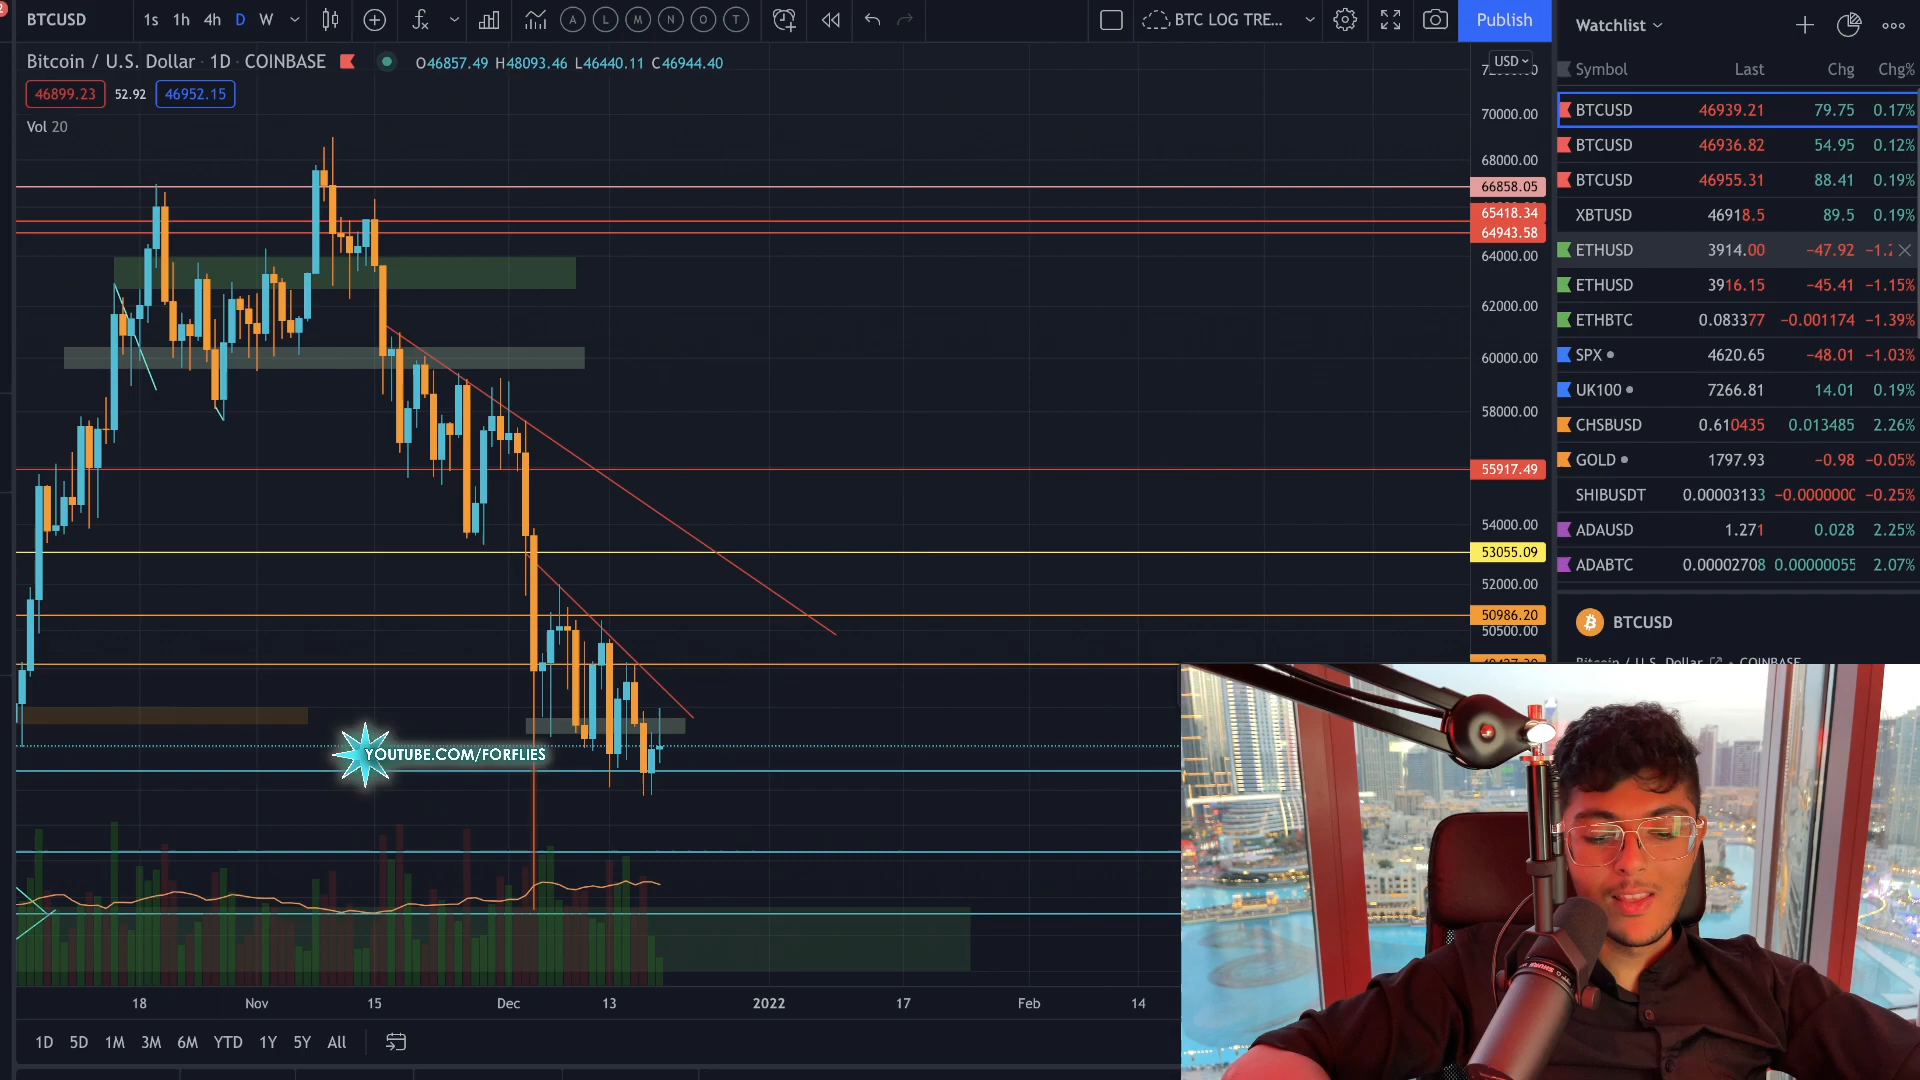 BTCUSD 1s 1h 4h D W A L M N O T BTC LOG TRE... Publish
Bitcoin / U.S. Dollar · 1D · COINBASE O46857.49 H48093.46 L46440.11 C46944.40 USD
46899.23 52.92 46952.15
Vol 20
70000.00
68000.00
66858.05
65418.34
64943.58
64000.00
62000.00
60000.00
58000.00
55917.49
54000.00
53055.09
52000.00
50986.20
50500.00
YOUTUBE.COM/FORFLIES
18 Nov 15 Dec 13 2022 17 Feb 14
1D 5D 1M 3M 6M YTD 1Y 5Y All
Watchlist
Symbol Last Chg Chg%
BTCUSD 46939.21 79.75 0.17%
BTCUSD 46936.82 54.95 0.12%
BTCUSD 46955.31 88.41 0.19%
XBTUSD 46918.5 89.5 0.19%
ETHUSD 3914.00 −47.92 −1.2
ETHUSD 3916.15 −45.41 −1.15%
ETHBTC 0.083377 −0.001174 −1.39%
SPX 4620.65 −48.01 −1.03%
UK100 7266.81 14.01 0.19%
CHSBUSD 0.610435 0.013485 2.26%
GOLD 1797.93 −0.98 −0.05%
SHIBUSDT 0.00003133 −0.0000000 −0.25%
ADAUSD 1.271 0.028 2.25%
ADABTC 0.00002708 0.00000055 2.07%
BTCUSD
Bitcoin / U.S. Dollar COINBASE